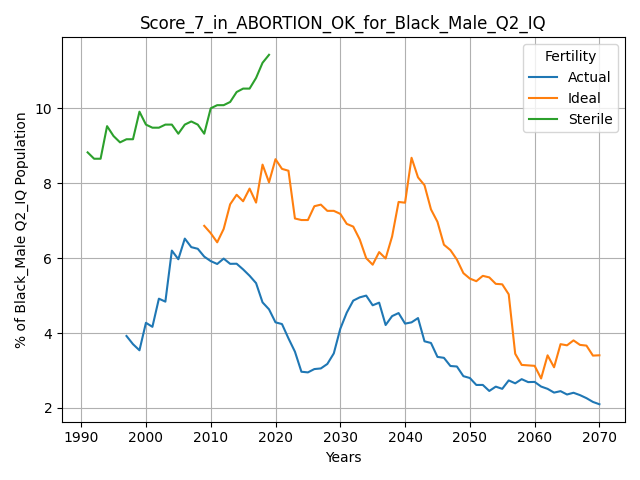 Score_7_in_ABORTION_OK_for_Black_Male_Q2_IQ
% of Black_Male Q2_IQ Population
10
8
6
4
2
Fertility
Actual
Ideal
Sterile
1990 2000 2010 2020 2030 2040 2050 2060 2070
Years